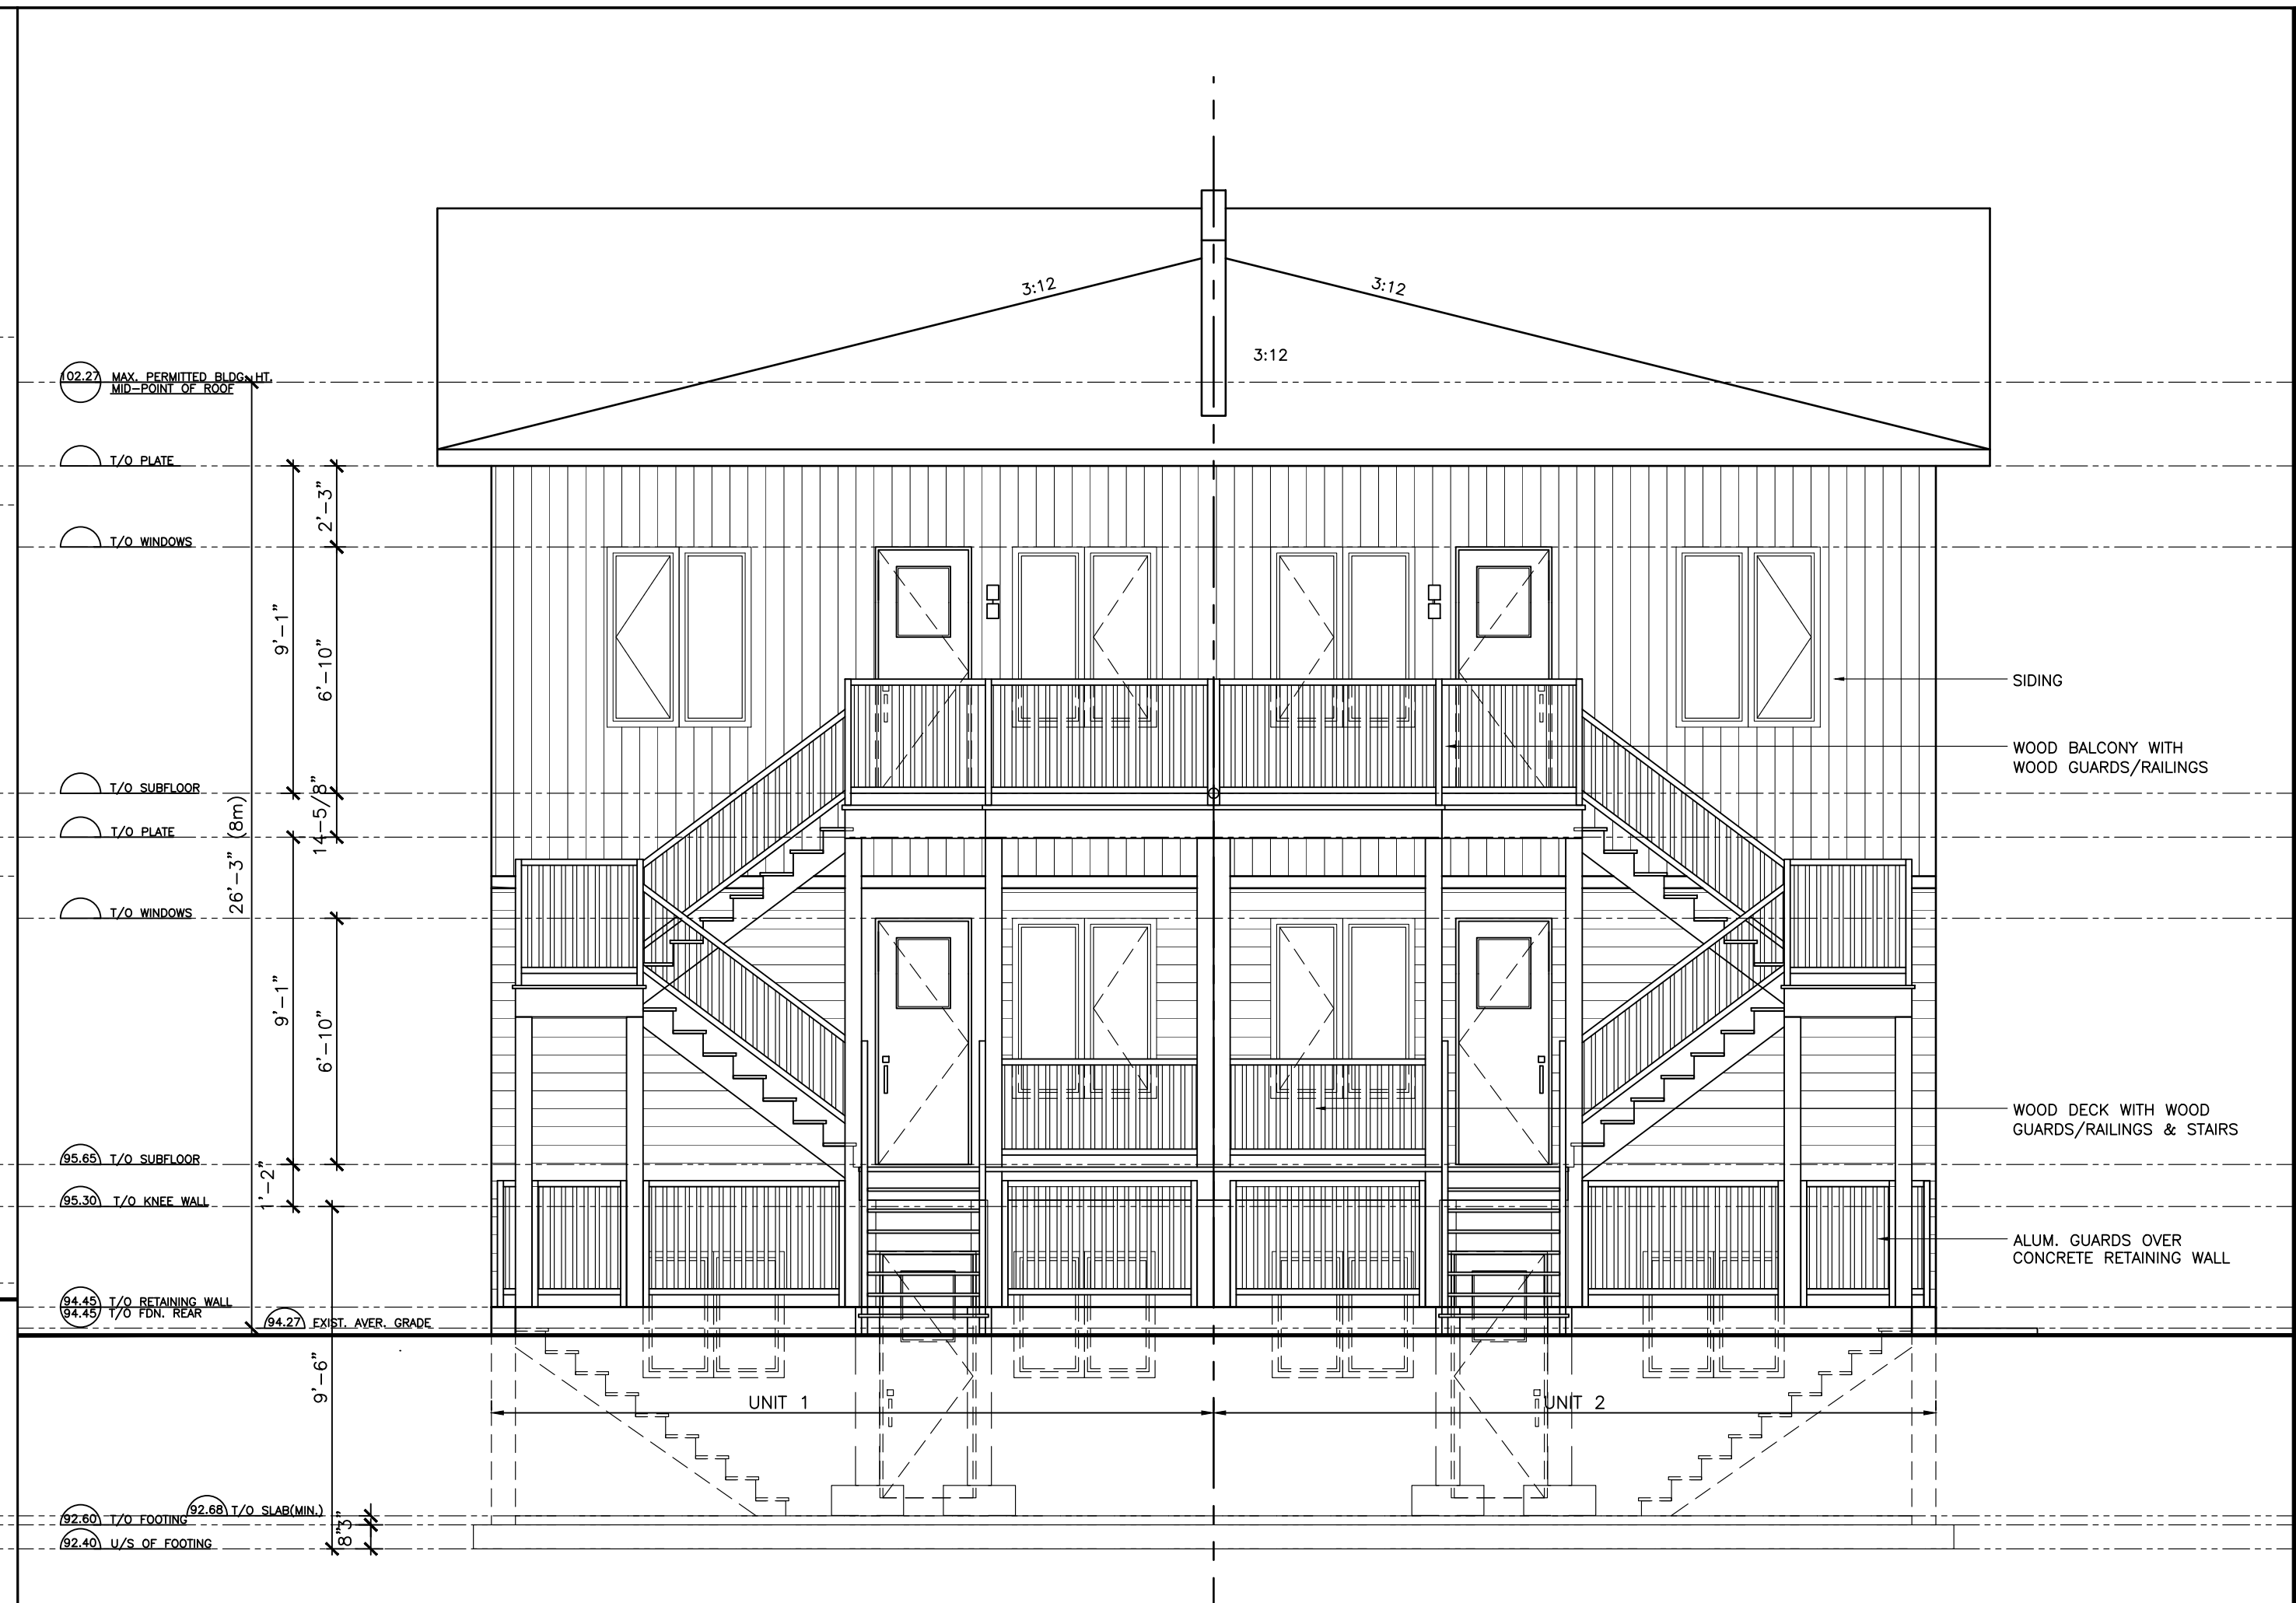 3:12
3:12
3:12
102.27 MAX. PERMITTED BLDG. HT.
MID-POINT OF ROOF
T/O PLATE
2'-3"
T/O WINDOWS
9'-1"
6'-10"
SIDING
WOOD BALCONY WITH
WOOD GUARDS/RAILINGS
T/O SUBFLOOR
14-5/8"
T/O PLATE
26'-3" (8m)
T/O WINDOWS
9'-1"
6'-10"
WOOD DECK WITH WOOD
GUARDS/RAILINGS & STAIRS
95.65 T/O SUBFLOOR
1'-2"
95.30 T/O KNEE WALL
ALUM. GUARDS OVER
CONCRETE RETAINING WALL
94.45 T/O RETAINING WALL
94.45 T/O FDN. REAR
94.27 EXIST. AVER. GRADE
9'-6"
UNIT 1
UNIT 2
92.68 T/O SLAB(MIN.)
92.60 T/O FOOTING
3"
8"
92.40 U/S OF FOOTING